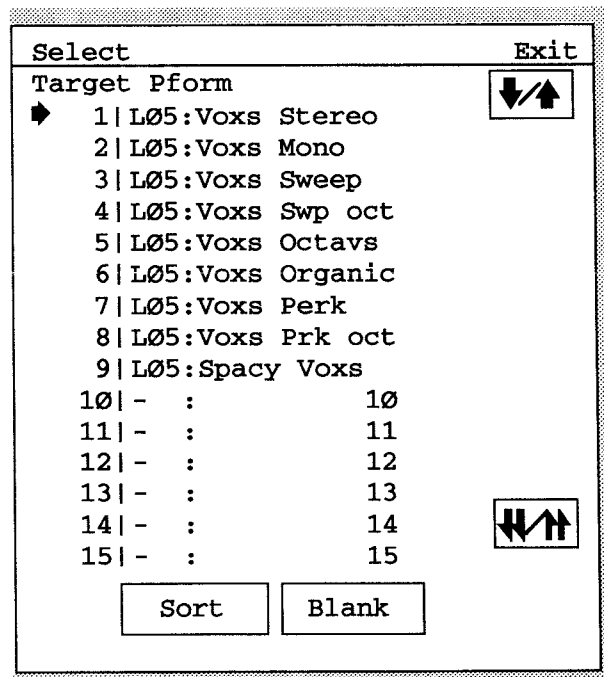 Select Exit
Target Pform
1|LØ5:Voxs Stereo
2|LØ5:Voxs Mono
3|LØ5:Voxs Sweep
4|LØ5:Voxs Swp oct
5|LØ5:Voxs Octavs
6|LØ5:Voxs Organic
7|LØ5:Voxs Perk
8|LØ5:Voxs Prk oct
9|LØ5:Spacy Voxs
1Ø|- : 1Ø
11|- : 11
12|- : 12
13|- : 13
14|- : 14
15|- : 15
Sort Blank